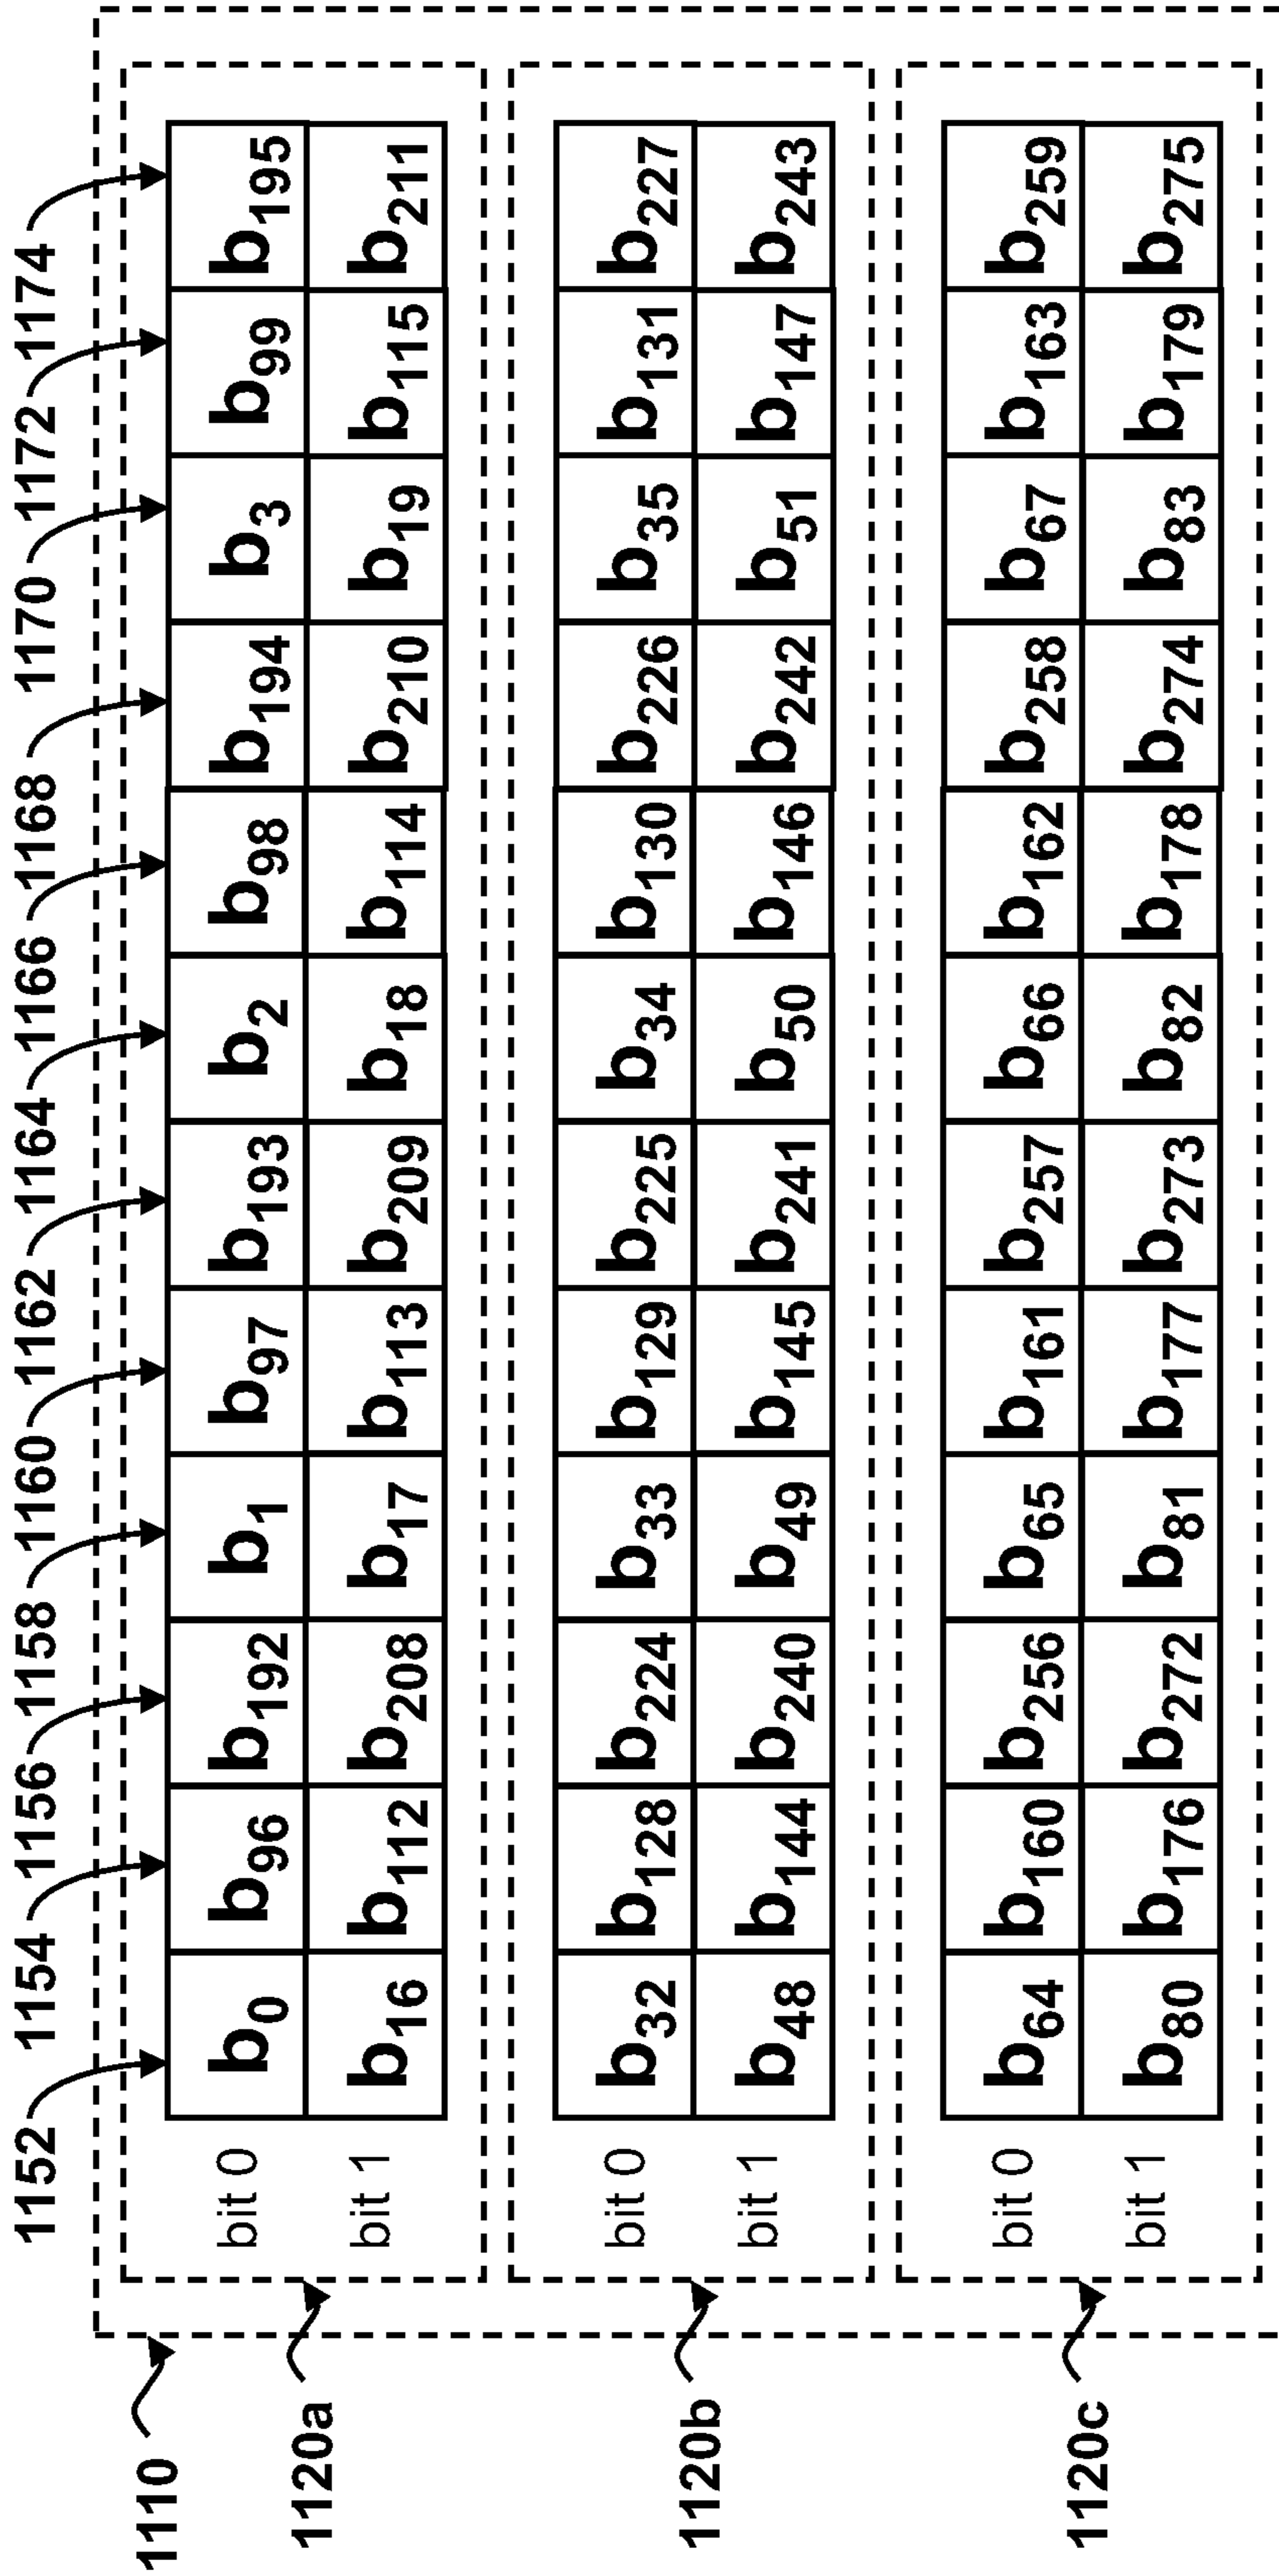 1152 1154 1156 1158 1160 1162 1164 1166 1168 1170 1172 1174
1110
1120a
bit 0 b0 b96 b192 b1 b97 b193 b2 b98 b194 b3 b99 b195
bit 1 b16 b112 b208 b17 b113 b209 b18 b114 b210 b19 b115 b211
1120b
bit 0 b32 b128 b224 b33 b129 b225 b34 b130 b226 b35 b131 b227
bit 1 b48 b144 b240 b49 b145 b241 b50 b146 b242 b51 b147 b243
1120c
bit 0 b64 b160 b256 b65 b161 b257 b66 b162 b258 b67 b163 b259
bit 1 b80 b176 b272 b81 b177 b273 b82 b178 b274 b83 b179 b275